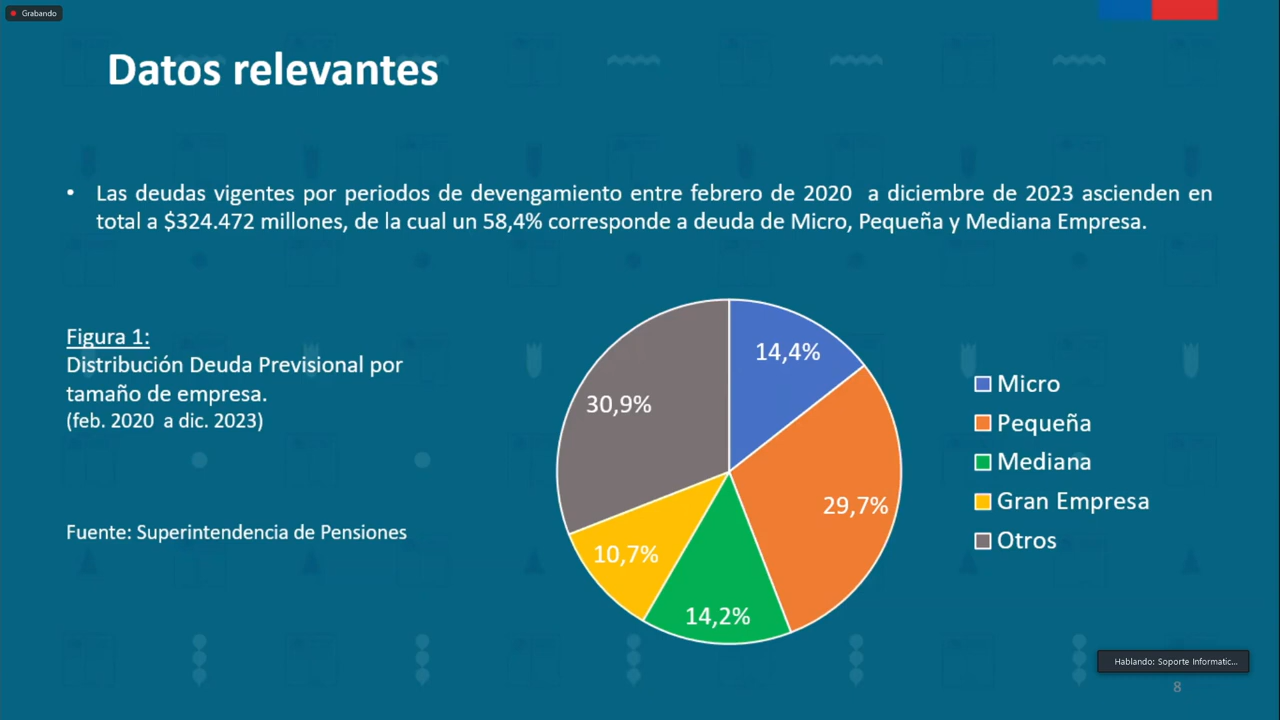 Grabando
Datos relevantes
• Las deudas vigentes por periodos de devengamiento entre febrero de 2020 a diciembre de 2023 ascienden en
total a $324.472 millones, de la cual un 58,4% corresponde a deuda de Micro, Pequeña y Mediana Empresa.
Figura 1:
Distribución Deuda Previsional por
tamaño de empresa.
(feb. 2020 a dic. 2023)
Fuente: Superintendencia de Pensiones
14,4%
30,9%
29,7%
10,7%
14,2%
Micro
Pequeña
Mediana
Gran Empresa
Otros
Hablando: Soporte Informatic...
8